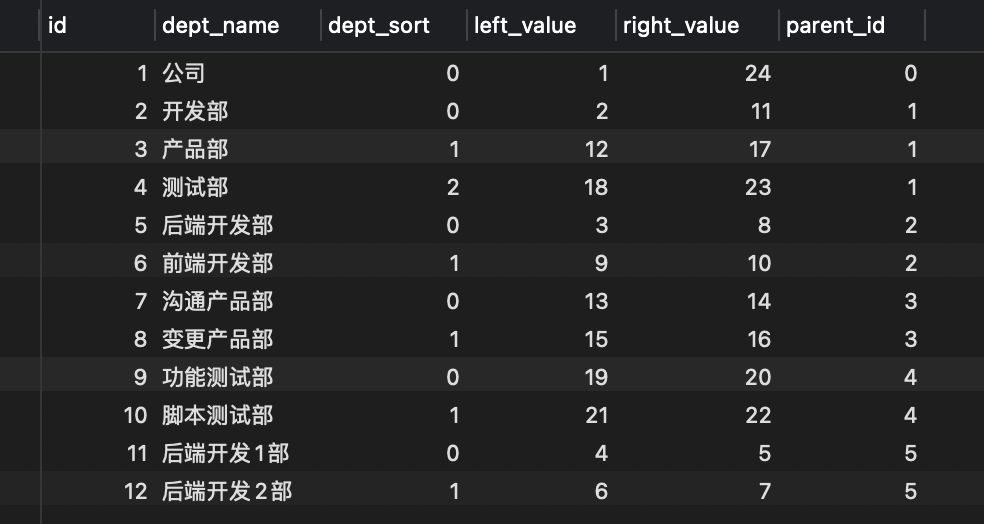 id dept_name dept_sort left_value right_value parent_id
1 公司 0 1 24 0
2 开发部 0 2 11 1
3 产品部 1 12 17 1
4 测试部 2 18 23 1
5 后端开发部 0 3 8 2
6 前端开发部 1 9 10 2
7 沟通产品部 0 13 14 3
8 变更产品部 1 15 16 3
9 功能测试部 0 19 20 4
10 脚本测试部 1 21 22 4
11 后端开发1部 0 4 5 5
12 后端开发2部 1 6 7 5